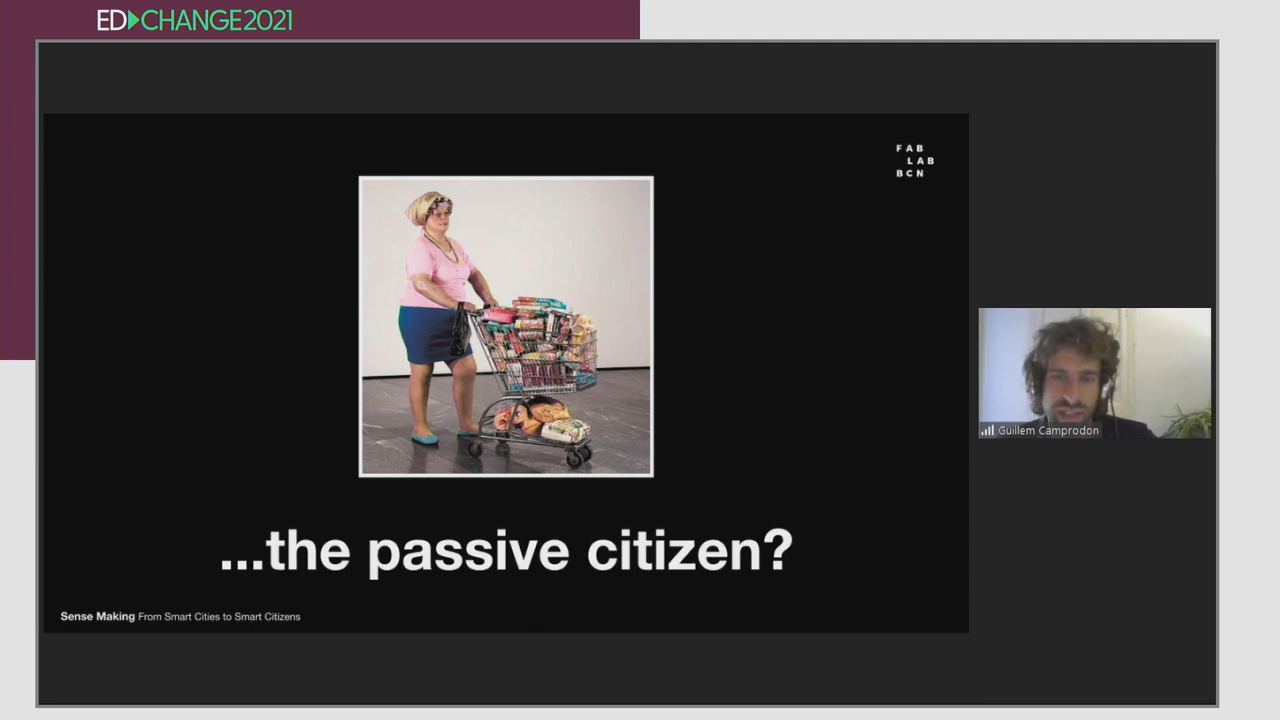 ED CHANGE2021
FAB
LAB
BCN
...the passive citizen?
Sense Making From Smart Cities to Smart Citizens
Guillem Camprodon